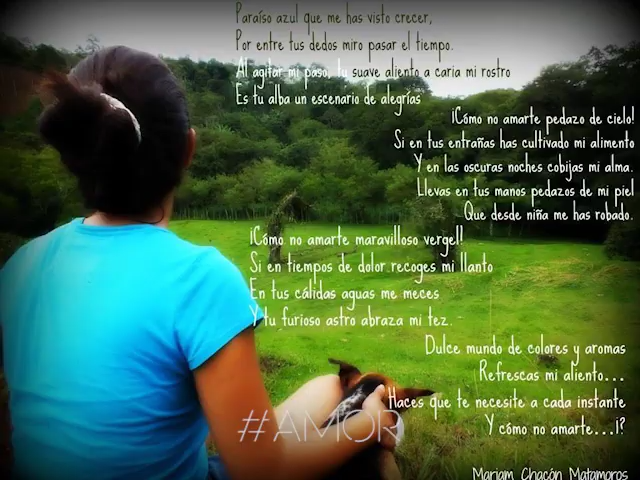 Paraíso azul que me has visto crecer,
Por entre tus dedos miro pasar el tiempo.
Al agitar mi paso, tu suave aliento a caria mi rostro
Es tu alba un escenario de alegrías
¡Cómo no amarte pedazo de cielo!
Si en tus entrañas has cultivado mi alimento
Y en las oscuras noches cobijas mi alma.
Llevas en tus manos pedazos de mi piel
Que desde niña me has robado.
¡Cómo no amarte maravilloso vergel!
Si en tiempos de dolor recoges mi llanto
En tus cálidas aguas me meces
Y tu furioso astro abraza mi tez.
Dulce mundo de colores y aromas
Refrescas mi aliento...
Haces que te necesite a cada instante
Y cómo no amarte...¡?
#AMOR
Mariam Chacón Matamoros